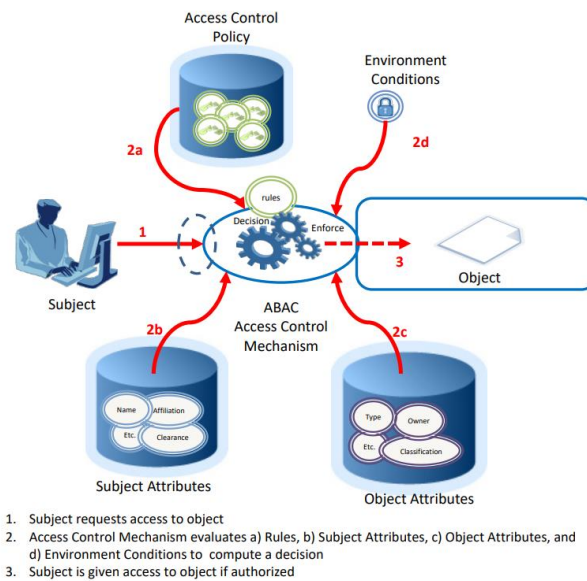 Access Control
Policy
Environment
Conditions
2a
2d
rules
Decision
Enforce
1
3
Subject
Object
ABAC
Access Control
Mechanism
2b
2c
Name
Affiliation
Etc.
Clearance
Type
Owner
Etc.
Classification
Subject Attributes
Object Attributes
1. Subject requests access to object
2. Access Control Mechanism evaluates a) Rules, b) Subject Attributes, c) Object Attributes, and
d) Environment Conditions to compute a decision
3. Subject is given access to object if authorized